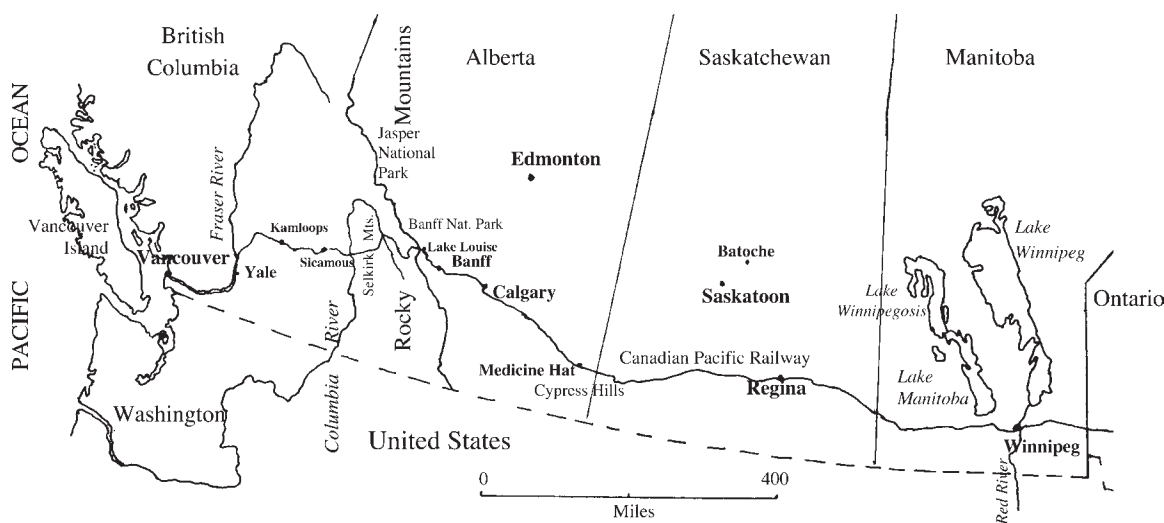 British
Columbia
Alberta
Saskatchewan
Manitoba
OCEAN
Mountains
Jasper
National
Park
Edmonton
Fraser River
Vancouver
Island
Kamloops
Mts.
Banff Nat. Park
Lake
Winnipeg
Vancouver
Yale
Sicamous
Selkirk
Lake Louise
Banff
Batoche
Calgary
Saskatoon
Lake
Winnipegosis
Ontario
PACIFIC
River
Rocky
Canadian Pacific Railway
Medicine Hat
Cypress Hills
Regina
Lake
Manitoba
Washington
Columbia
United States
Winnipeg
Red River
0
400
Miles